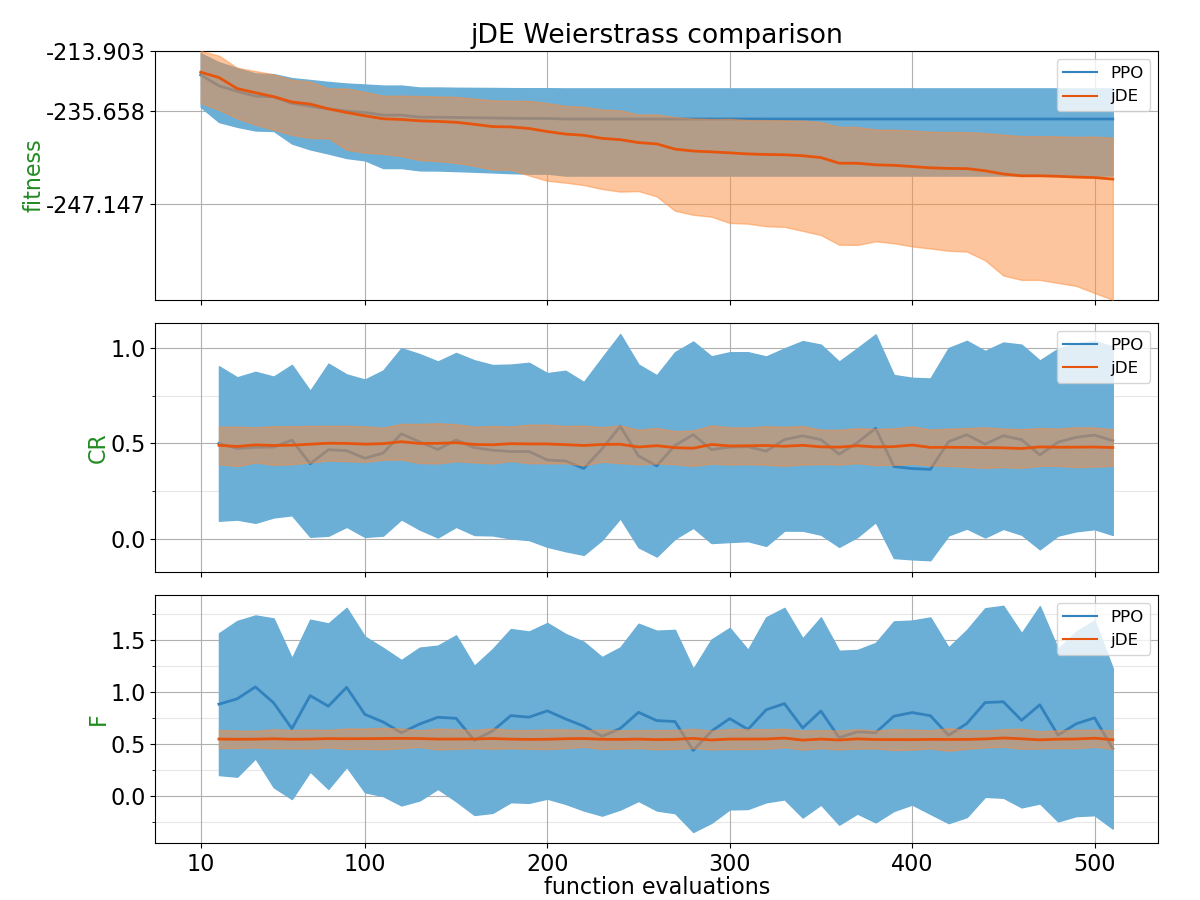 jDE Weierstrass comparison
-213.903
-235.658
-247.147
fitness
PPO
jDE
1.0
0.5
0.0
CR
PPO
jDE
1.5
1.0
0.5
0.0
F
PPO
jDE
10 100 200 300 400 500
function evaluations